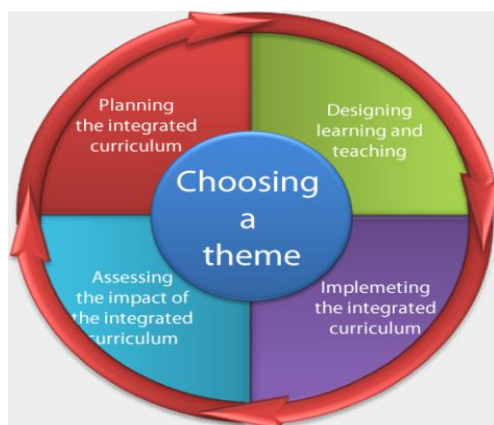 Planning
the integrated
curriculum
Designing
learning and
teaching
Choosing
a
theme
Assessing
the impact of
the integrated
curriculum
Implemeting
the integrated
curriculum